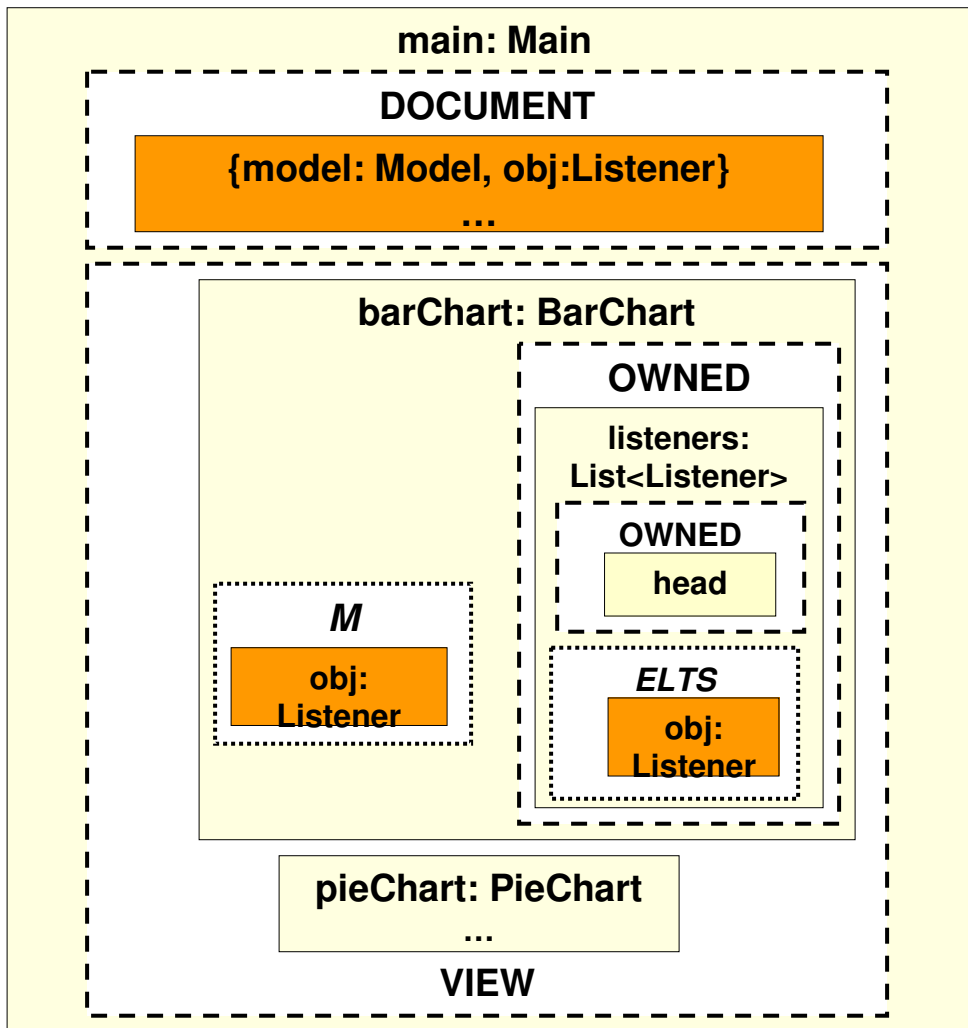 main: Main
DOCUMENT
{model: Model, obj:Listener}
...
barChart: BarChart
OWNED
listeners:
List<Listener>
OWNED
head
M
obj:
Listener
ELTS
obj:
Listener
pieChart: PieChart
...
VIEW